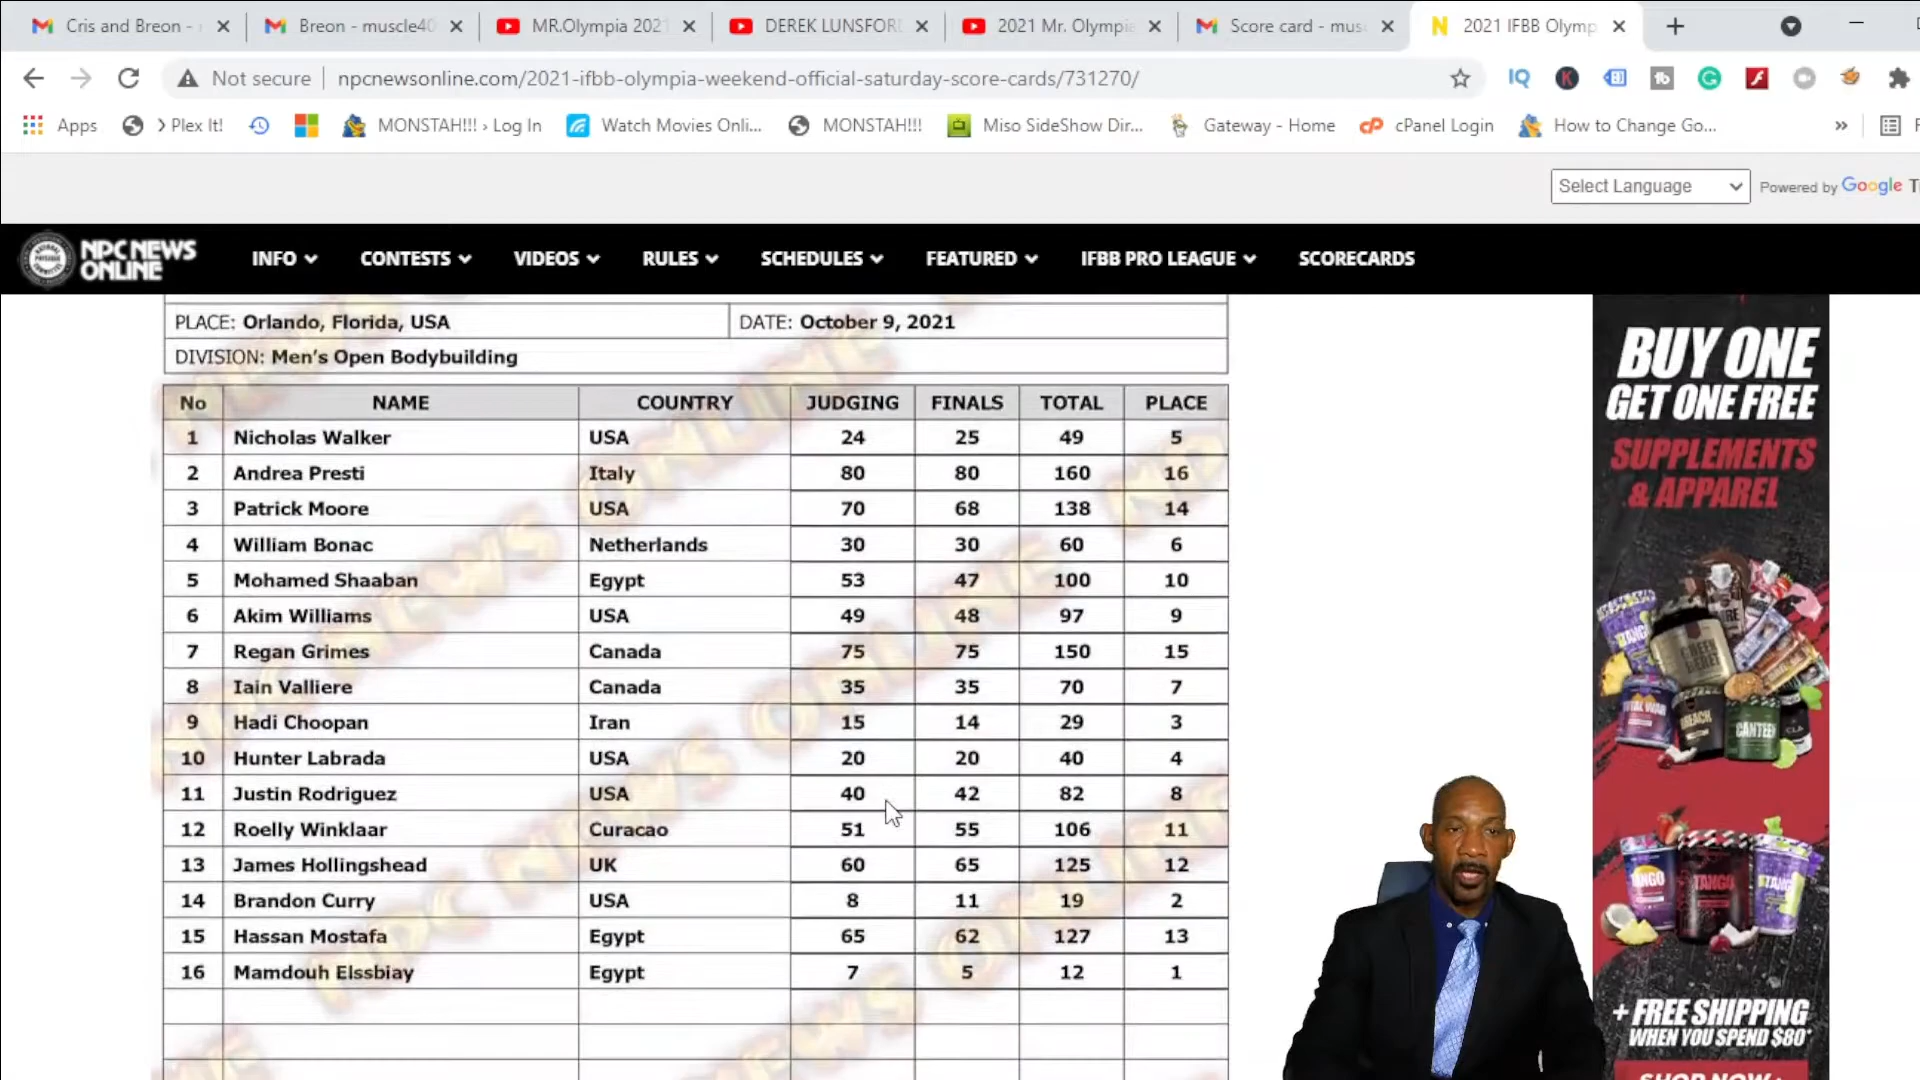 Cris and Breon -
Breon - muscle40
MR.Olympia 2021
DEREK LUNSFORD
2021 Mr. Olympia
Score card - mus
2021 IFBB Olymp
Not secure
npcnewsonline.com/2021-ifbb-olympia-weekend-official-saturday-score-cards/731270/
IQ
Apps
> Plex It!
MONSTAH!!! › Log In
Watch Movies Onli...
MONSTAH!!!
Miso SideShow Dir...
Gateway - Home
cPanel Login
How to Change Go...
»
Select Language
Powered by Google
NPC NEWS
ONLINE
INFO
CONTESTS
VIDEOS
RULES
SCHEDULES
FEATURED
IFBB PRO LEAGUE
SCORECARDS
PLACE: Orlando, Florida, USA DATE: October 9, 2021
DIVISION: Men's Open Bodybuilding
No NAME COUNTRY JUDGING FINALS TOTAL PLACE
1 Nicholas Walker USA 24 25 49 5
2 Andrea Presti Italy 80 80 160 16
3 Patrick Moore USA 70 68 138 14
4 William Bonac Netherlands 30 30 60 6
5 Mohamed Shaaban Egypt 53 47 100 10
6 Akim Williams USA 49 48 97 9
7 Regan Grimes Canada 75 75 150 15
8 Iain Valliere Canada 35 35 70 7
9 Hadi Choopan Iran 15 14 29 3
10 Hunter Labrada USA 20 20 40 4
11 Justin Rodriguez USA 40 42 82 8
12 Roelly Winklaar Curacao 51 55 106 11
13 James Hollingshead UK 60 65 125 12
14 Brandon Curry USA 8 11 19 2
15 Hassan Mostafa Egypt 65 62 127 13
16 Mamdouh Elssbiay Egypt 7 5 12 1
NPC NEWS ONLINE
BUY ONE
GET ONE FREE
SUPPLEMENTS
& APPAREL
+ FREE SHIPPING
WHEN YOU SPEND $80*
SHOP NOW